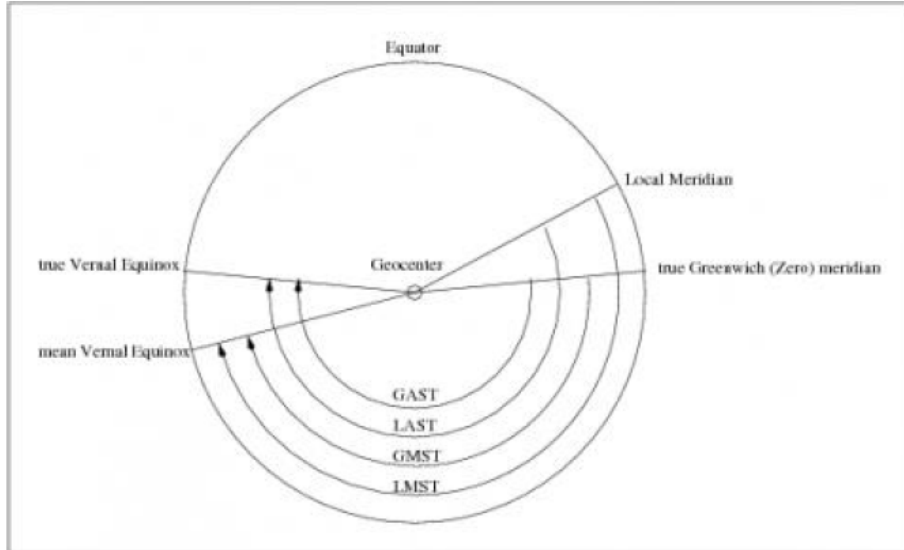 Equator
Local Meridian
true Vernal Equinox
Geocenter
true Greenwich (Zero) meridian
mean Vernal Equinox
GAST
LAST
GMST
LMST